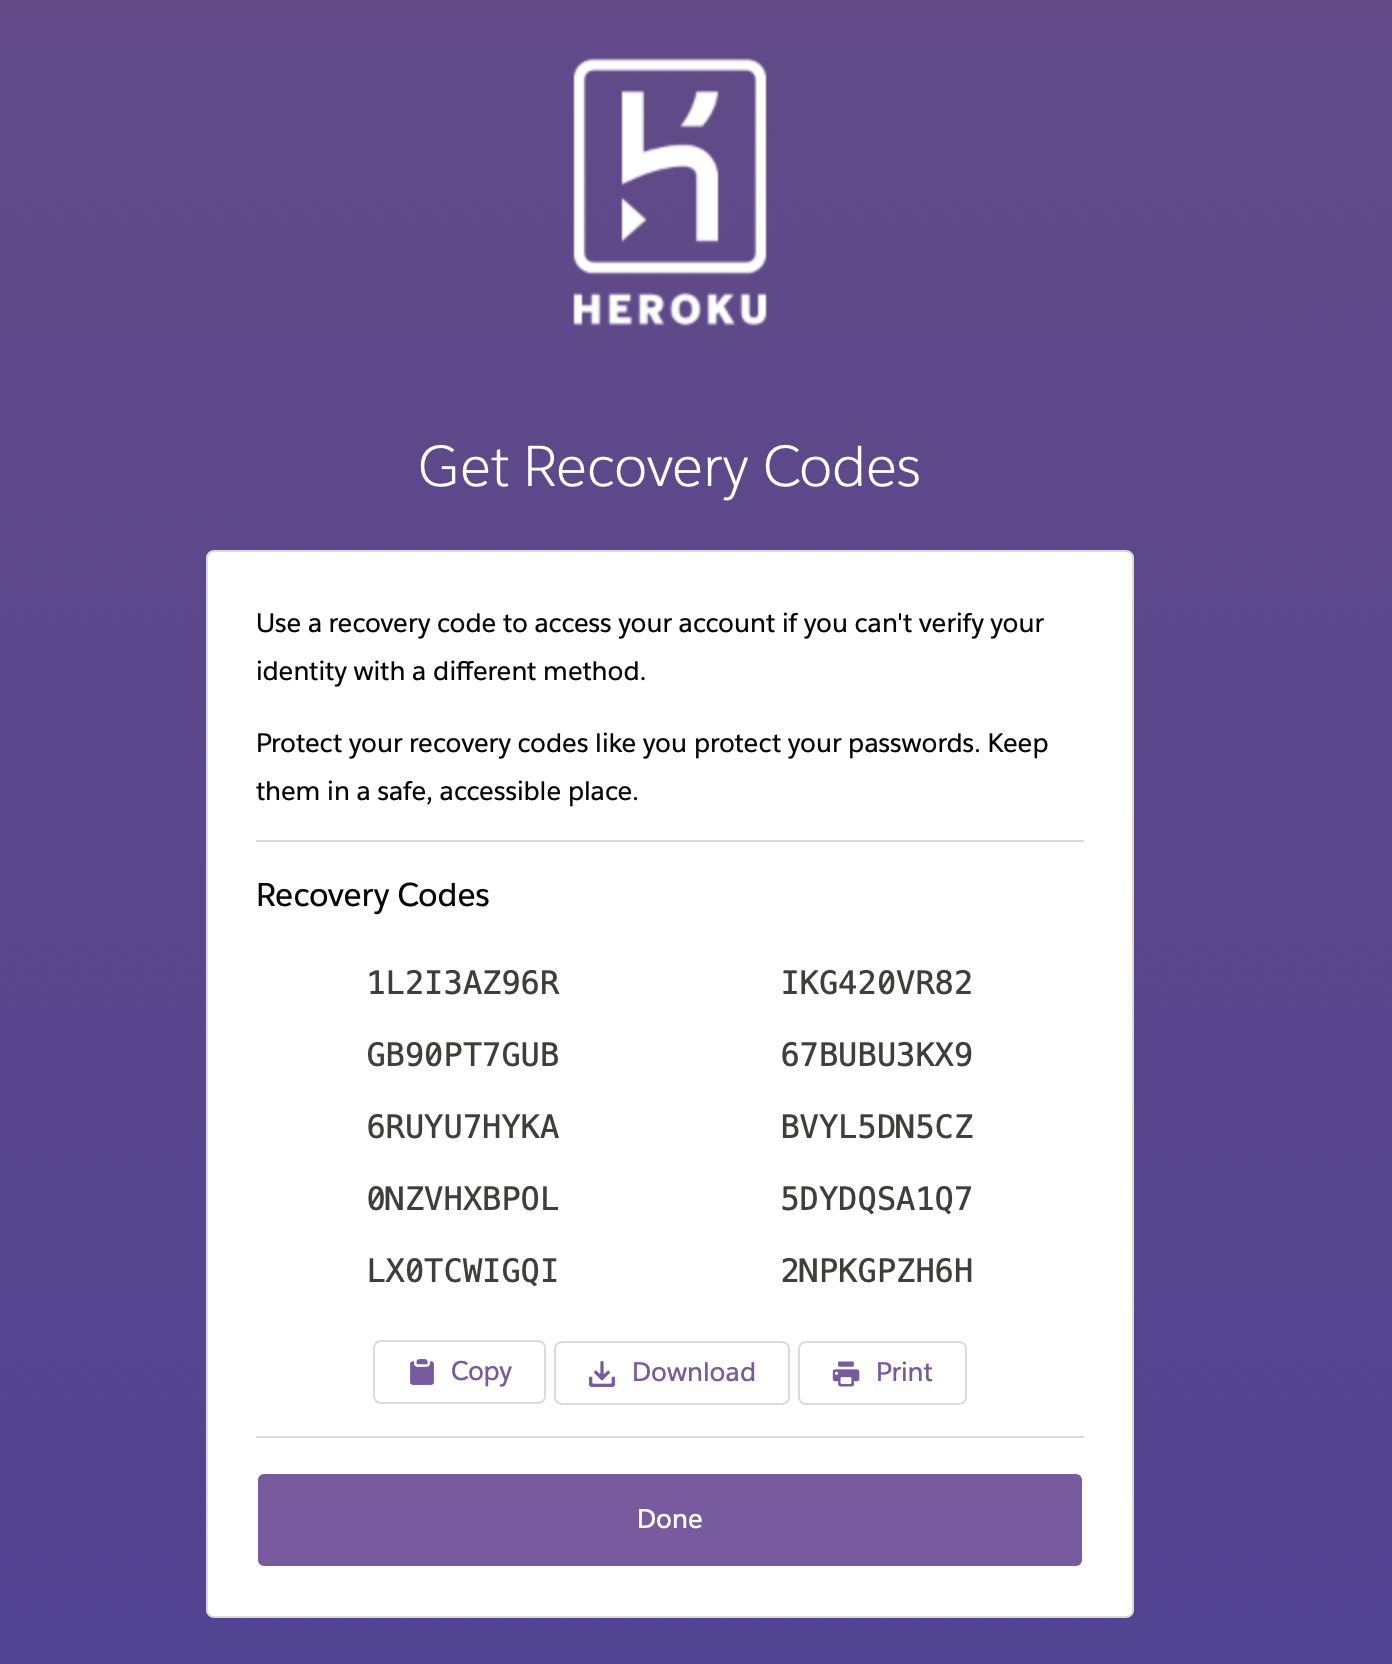 HEROKU
Get Recovery Codes
Use a recovery code to access your account if you can't verify your
identity with a different method.
Protect your recovery codes like you protect your passwords. Keep
them in a safe, accessible place.
Recovery Codes
1L2I3AZ96R IKG420VR82
GB90PT7GUB 67BUBU3KX9
6RUYU7HYKA BVYL5DN5CZ
0NZVHXBPOL 5DYDQSA1Q7
LX0TCWIGQI 2NPKGPZH6H
Copy Download Print
Done